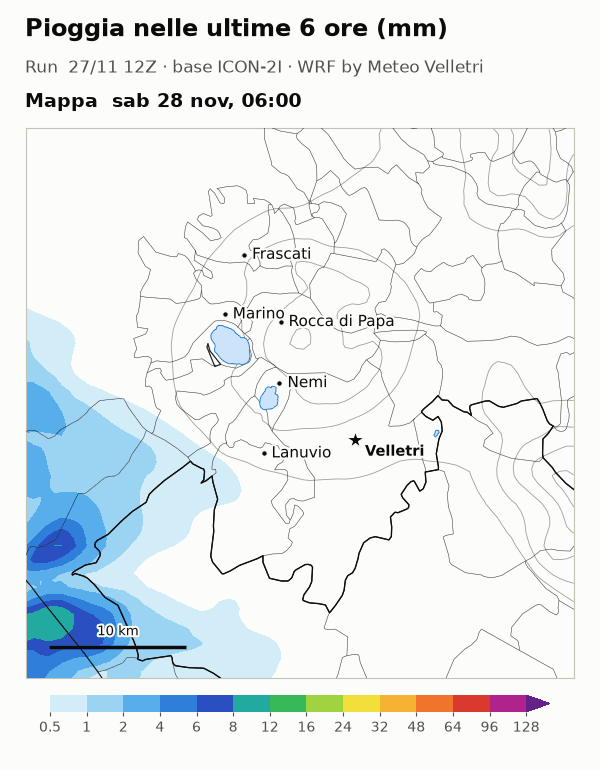 Pioggia nelle ultime 6 ore (mm)
Run  27/11 12Z · base ICON-2I · WRF by Meteo Velletri
Mappa  sab 28 nov, 06:00
Frascati
Marino
Rocca di Papa
Nemi
Velletri
Lanuvio
10 km
0.5 1 2 4 6 8 12 16 24 32 48 64 96 128